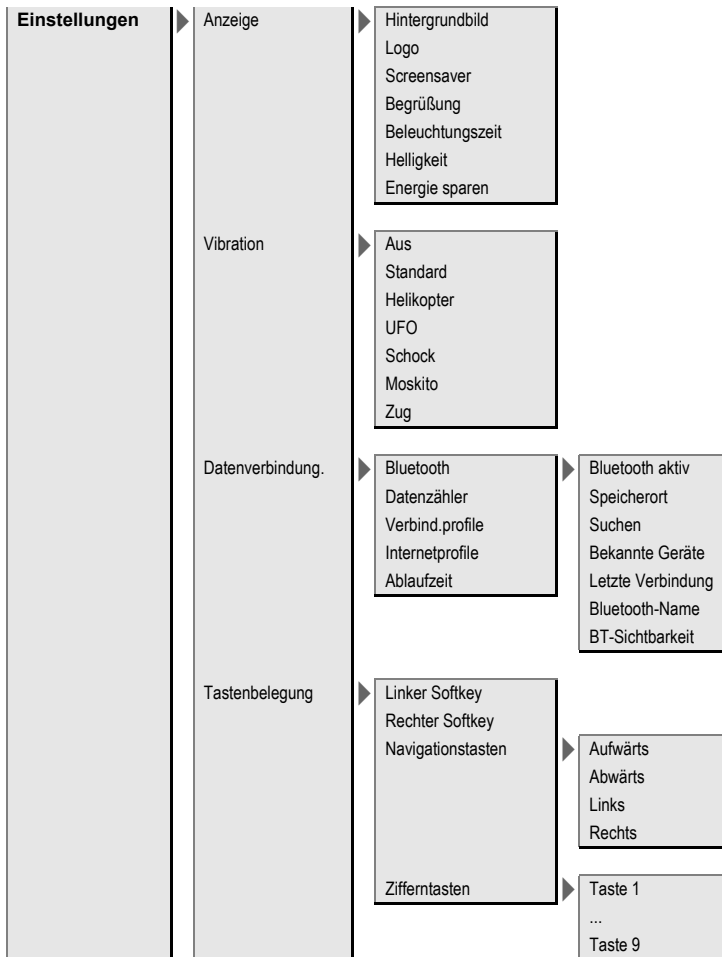 Einstellungen
Anzeige
Hintergrundbild
Logo
Screensaver
Begrüßung
Beleuchtungszeit
Helligkeit
Energie sparen
Vibration
Aus
Standard
Helikopter
UFO
Schock
Moskito
Zug
Datenverbindung.
Bluetooth
Datenzähler
Verbind.profile
Internetprofile
Ablaufzeit
Bluetooth aktiv
Speicherort
Suchen
Bekannte Geräte
Letzte Verbindung
Bluetooth-Name
BT-Sichtbarkeit
Tastenbelegung
Linker Softkey
Rechter Softkey
Navigationstasten
Aufwärts
Abwärts
Links
Rechts
Zifferntasten
Taste 1
...
Taste 9